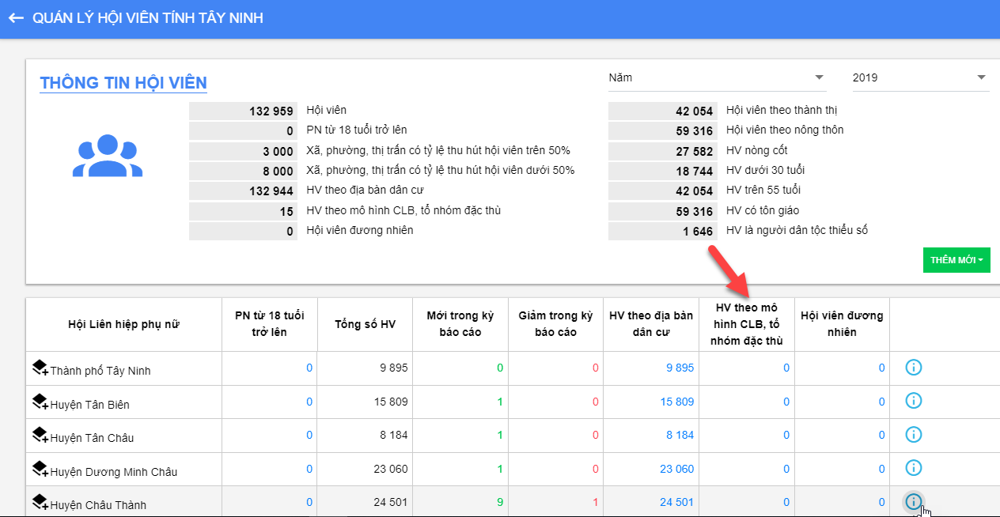 QUẢN LÝ HỘI VIÊN TỈNH TÂY NINH
THÔNG TIN HỘI VIÊN
Năm
2019
132 959 Hội viên
0 PN từ 18 tuổi trở lên
3 000 Xã, phường, thị trấn có tỷ lệ thu hút hội viên trên 50%
8 000 Xã, phường, thị trấn có tỷ lệ thu hút hội viên dưới 50%
132 944 HV theo địa bàn dân cư
15 HV theo mô hình CLB, tổ nhóm đặc thù
0 Hội viên đương nhiên
42 054 Hội viên theo thành thị
59 316 Hội viên theo nông thôn
27 582 HV nòng cốt
18 744 HV dưới 30 tuổi
42 054 HV trên 55 tuổi
59 316 HV có tôn giáo
1 646 HV là người dân tộc thiểu số
THÊM MỚI
Hội Liên hiệp phụ nữ
PN từ 18 tuổi
trở lên
Tổng số HV
Mới trong kỳ
báo cáo
Giảm trong kỳ
báo cáo
HV theo địa bàn
dân cư
HV theo mô
hình CLB, tổ
nhóm đặc thù
Hội viên đương
nhiên
Thành phố Tây Ninh 0 9 895 0 0 9 895 0 0
Huyện Tân Biên 0 15 809 1 0 15 809 0 0
Huyện Tân Châu 0 8 184 1 0 8 184 0 0
Huyện Dương Minh Châu 0 23 060 1 0 23 060 0 0
Huyện Châu Thành 0 24 501 9 1 24 501 0 0